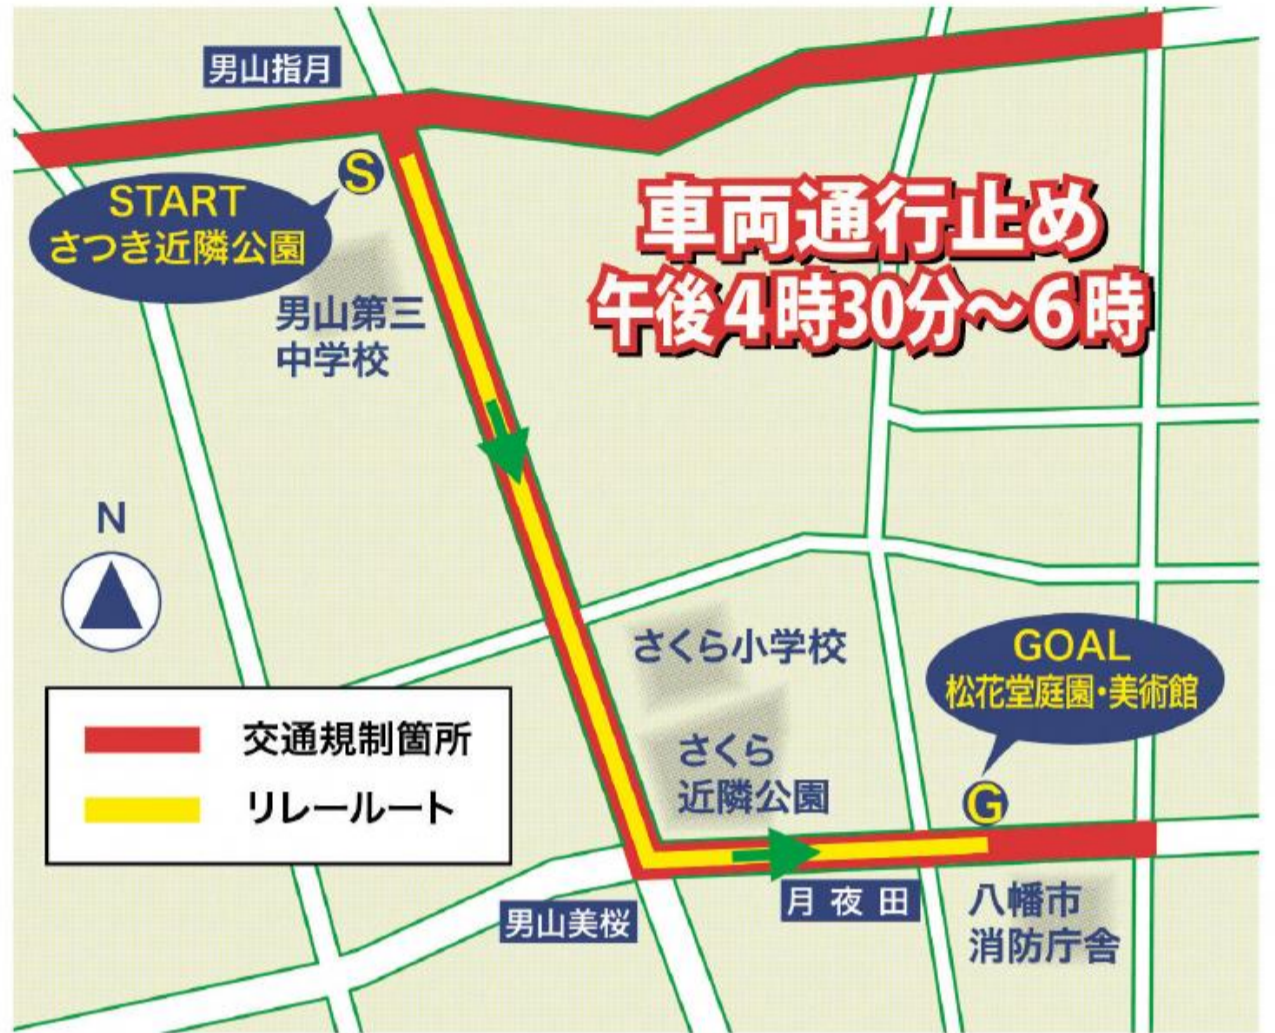 男山指月
S
START
さつき近隣公園
車両通行止め
午後4時30分～6時
男山第三
中学校
N
さくら小学校
GOAL
松花堂庭園・美術館
交通規制箇所
リレールート
さくら
近隣公園
G
月夜田
男山美桜
八幡市
消防庁舎